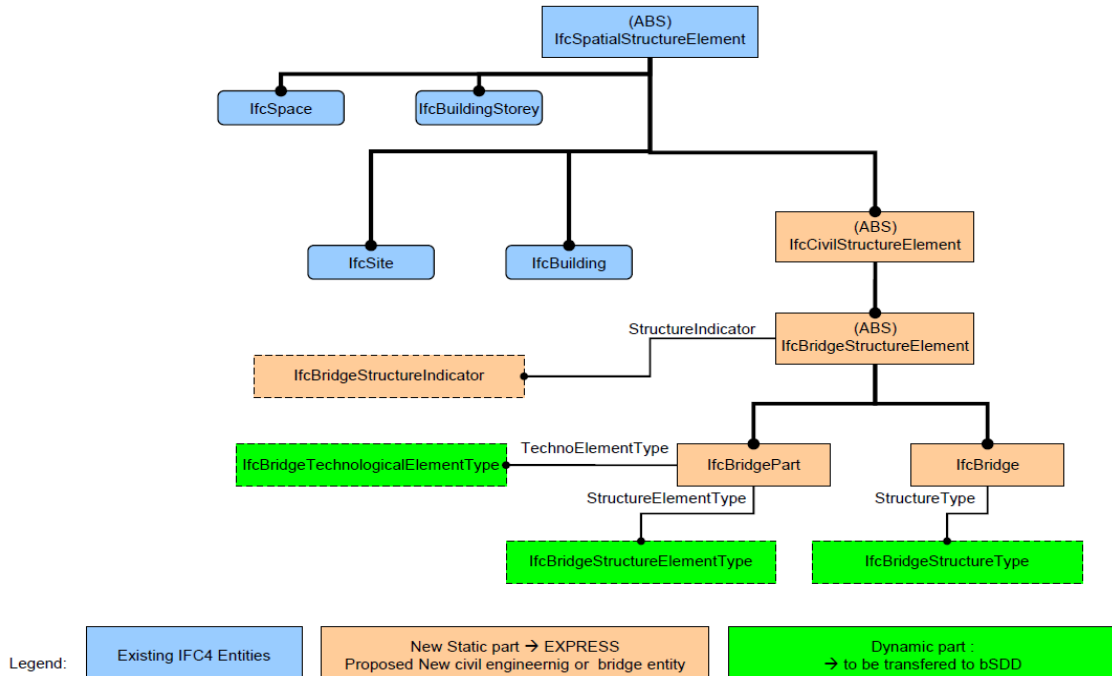 (ABS)
IfcSpatialStructureElement
IfcSpace
IfcBuildingStorey
(ABS)
IfcCivilStructureElement
IfcSite
IfcBuilding
StructureIndicator
(ABS)
IfcBridgeStructureElement
IfcBridgeStructureIndicator
TechnoElementType
IfcBridgeTechnologicalElementType
IfcBridgePart
IfcBridge
StructureElementType
StructureType
IfcBridgeStructureElementType
IfcBridgeStructureType
Legend:
Existing IFC4 Entities
New Static part → EXPRESS
Proposed New civil engineernig or bridge entity
Dynamic part :
→ to be transfered to bSDD